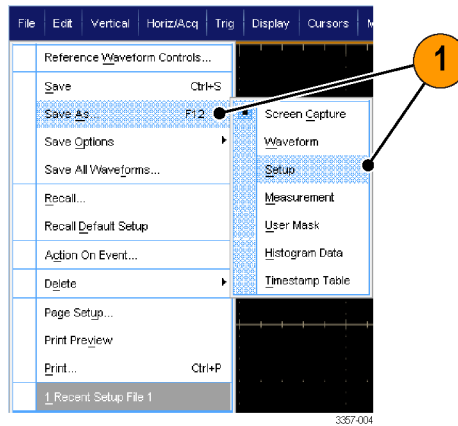 File Edit Vertical Horiz/Acq Trig Display Cursors
Reference Waveform Controls...
Save Ctrl+S
Save As F12
Save Options
Save All Waveforms...
Recall...
Recall Default Setup
Action On Event...
Delete
Page Setup...
Print Preview
Print... Ctrl+P
1 Recent Setup File 1
Screen Capture
Waveform
Setup
Measurement
User Mask
Histogram Data
Timestamp Table
1
3357-004